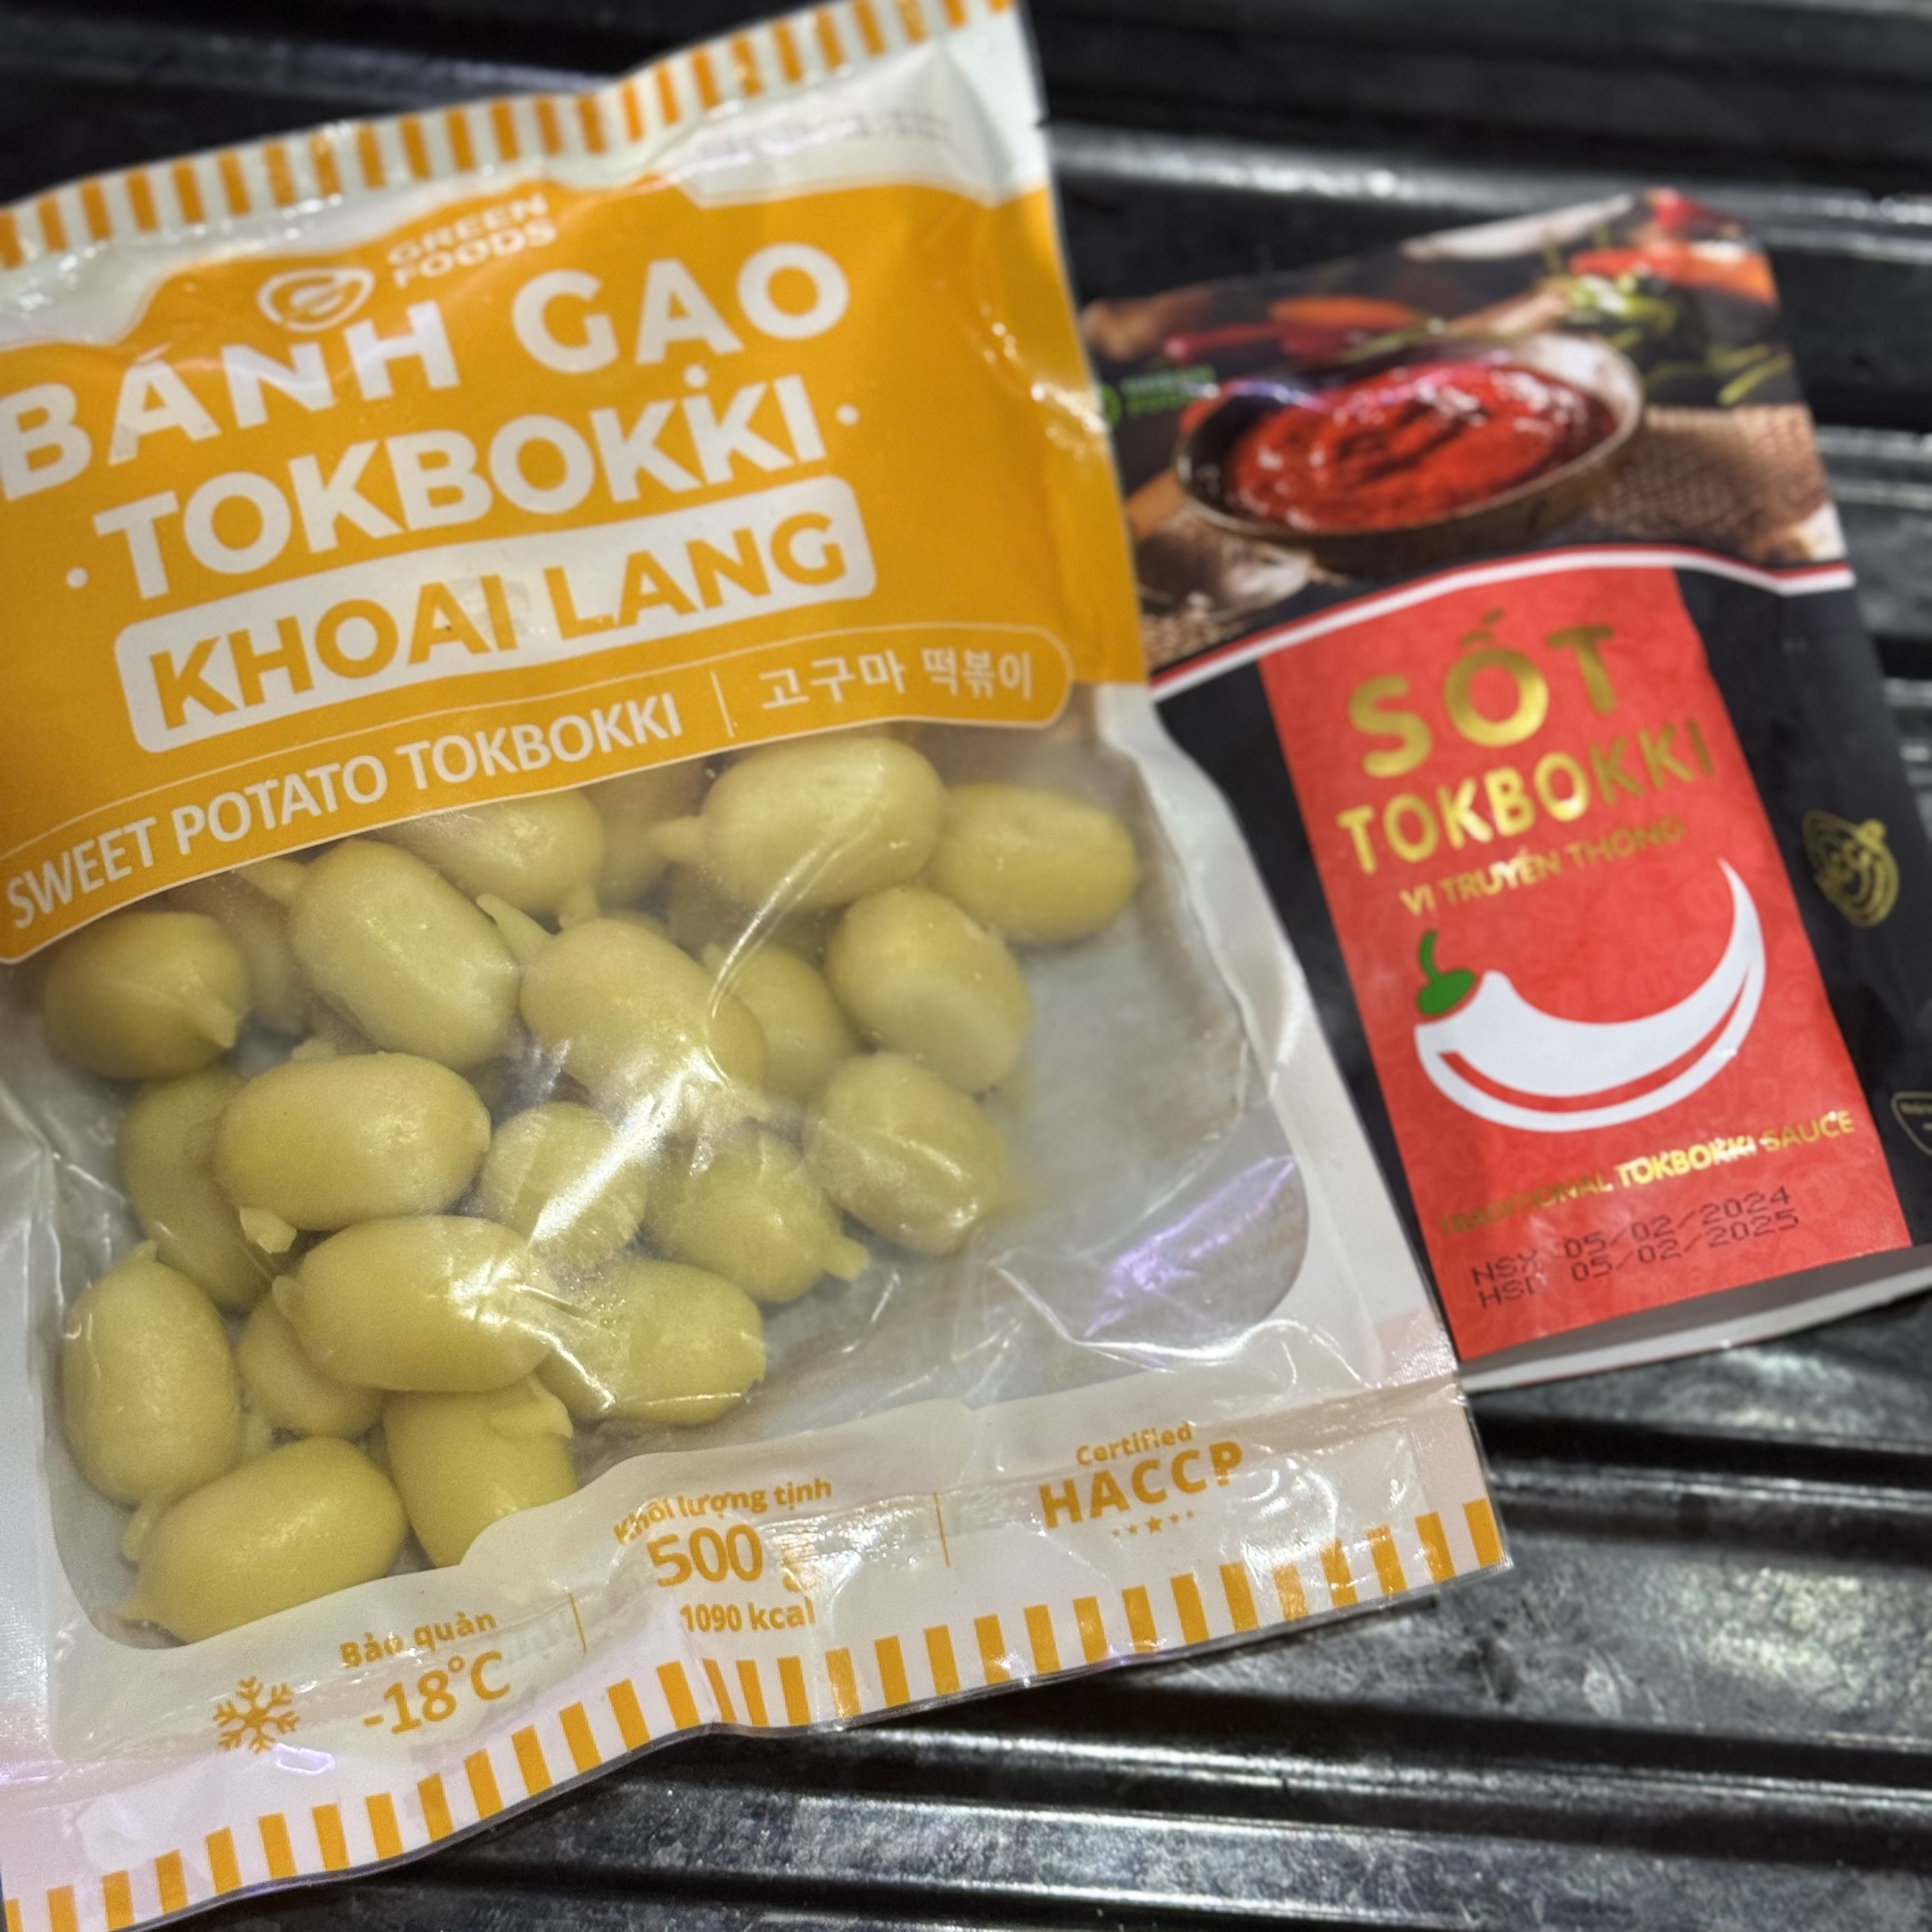 GREEN
FOODS
BÁNH GẠO
• TOKBOKKI •
KHOAI LANG
SWEET POTATO TOKBOKKI | 고구마 떡볶이
Khối lượng tịnh
500 g
1090 kcal
Certified
HACCP
Bảo quản
-18°C
GREEN
FOODS
SỐT
TOKBOKKI
VỊ TRUYỀN THỐNG
TRADITIONAL TOKBOKKI SAUCE
NSX 05/02/2024
HSD 05/02/2025